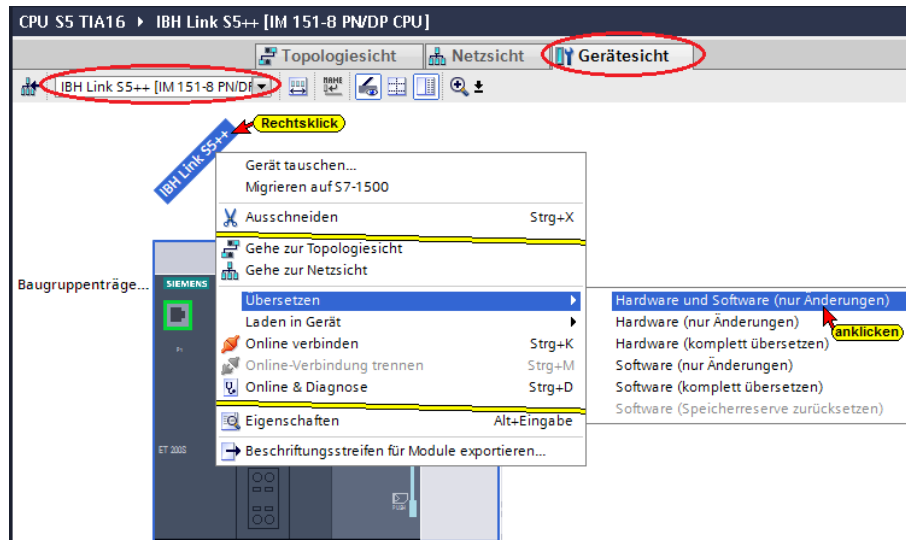 CPU S5 TIA16 ▸ IBH Link S5++ [IM 151-8 PN/DP CPU]
Topologiesicht Netzsicht Gerätesicht
IBH Link S5++ [IM 151-8 PN/DP
Rechtsklick
IBH Link S5++
Gerät tauschen...
Migrieren auf S7-1500
Ausschneiden Strg+X
Gehe zur Topologiesicht
Gehe zur Netzsicht
Baugruppenträge...
SIEMENS
Übersetzen
Hardware und Software (nur Änderungen)
Laden in Gerät
Hardware (nur Änderungen)
anklicken
Online verbinden Strg+K
Hardware (komplett übersetzen)
Online-Verbindung trennen Strg+M
Software (nur Änderungen)
Online & Diagnose Strg+D
Software (komplett übersetzen)
Software (Speicherreserve zurücksetzen)
Eigenschaften Alt+Eingabe
ET 200S
Beschriftungsstreifen für Module exportieren...
PUSH